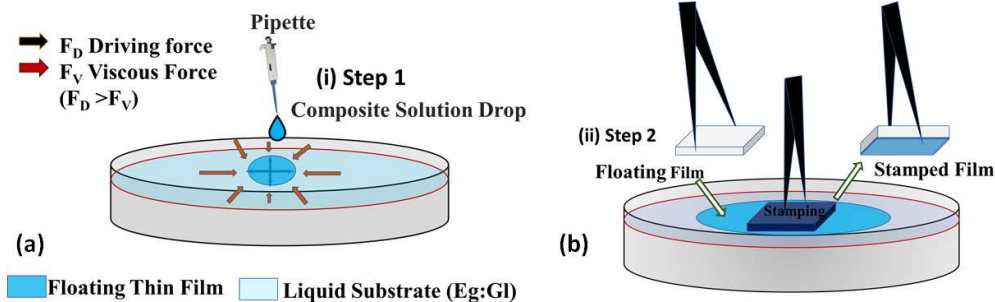 Pipette
F_D Driving force
F_V Viscous Force
(F_D >F_V)
(i) Step 1
Composite Solution Drop
(a)
Floating Thin Film
Liquid Substrate (Eg:Gl)
(ii) Step 2
Floating Film
Stamped Film
Stamping
(b)